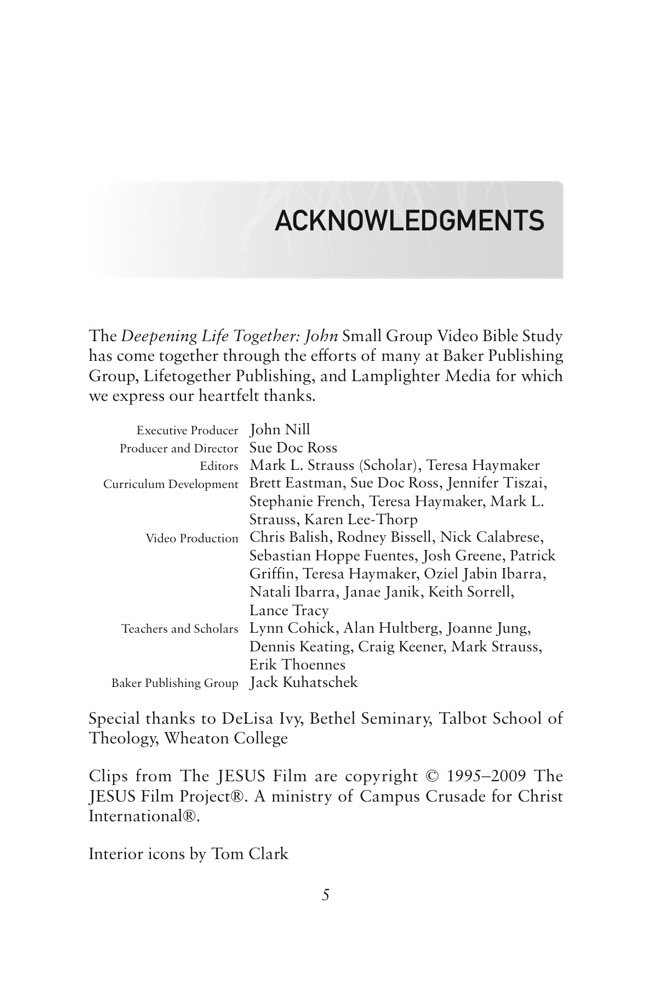 ACKNOWLEDGMENTS
The Deepening Life Together: John Small Group Video Bible Study
has come together through the efforts of many at Baker Publishing
Group, Lifetogether Publishing, and Lamplighter Media for which
we express our heartfelt thanks.
Executive Producer John Nill
Producer and Director Sue Doc Ross
Editors Mark L. Strauss (Scholar), Teresa Haymaker
Curriculum Development Brett Eastman, Sue Doc Ross, Jennifer Tiszai,
Stephanie French, Teresa Haymaker, Mark L.
Strauss, Karen Lee-Thorp
Video Production Chris Balish, Rodney Bissell, Nick Calabrese,
Sebastian Hoppe Fuentes, Josh Greene, Patrick
Griffin, Teresa Haymaker, Oziel Jabin Ibarra,
Natali Ibarra, Janae Janik, Keith Sorrell,
Lance Tracy
Teachers and Scholars Lynn Cohick, Alan Hultberg, Joanne Jung,
Dennis Keating, Craig Keener, Mark Strauss,
Erik Thoennes
Baker Publishing Group Jack Kuhatschek
Special thanks to DeLisa Ivy, Bethel Seminary, Talbot School of
Theology, Wheaton College
Clips from The JESUS Film are copyright © 1995–2009 The
JESUS Film Project®. A ministry of Campus Crusade for Christ
International®.
Interior icons by Tom Clark
5